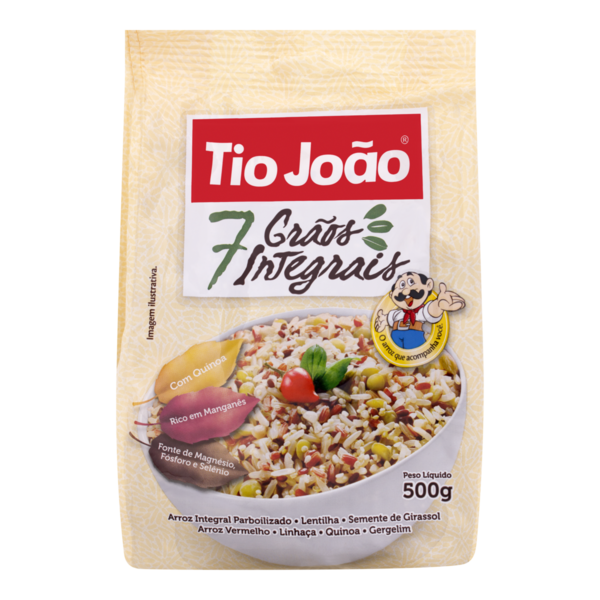 Tio João®
7 Grãos
Integrais
O arroz que acompanha você.
Imagem ilustrativa.
Com Quinoa
Rico em Manganês
Fonte de Magnésio,
Fósforo e Selênio
Peso Líquido
500g
Arroz Integral Parboilizado • Lentilha • Semente de Girassol
Arroz Vermelho • Linhaça • Quinoa • Gergelim